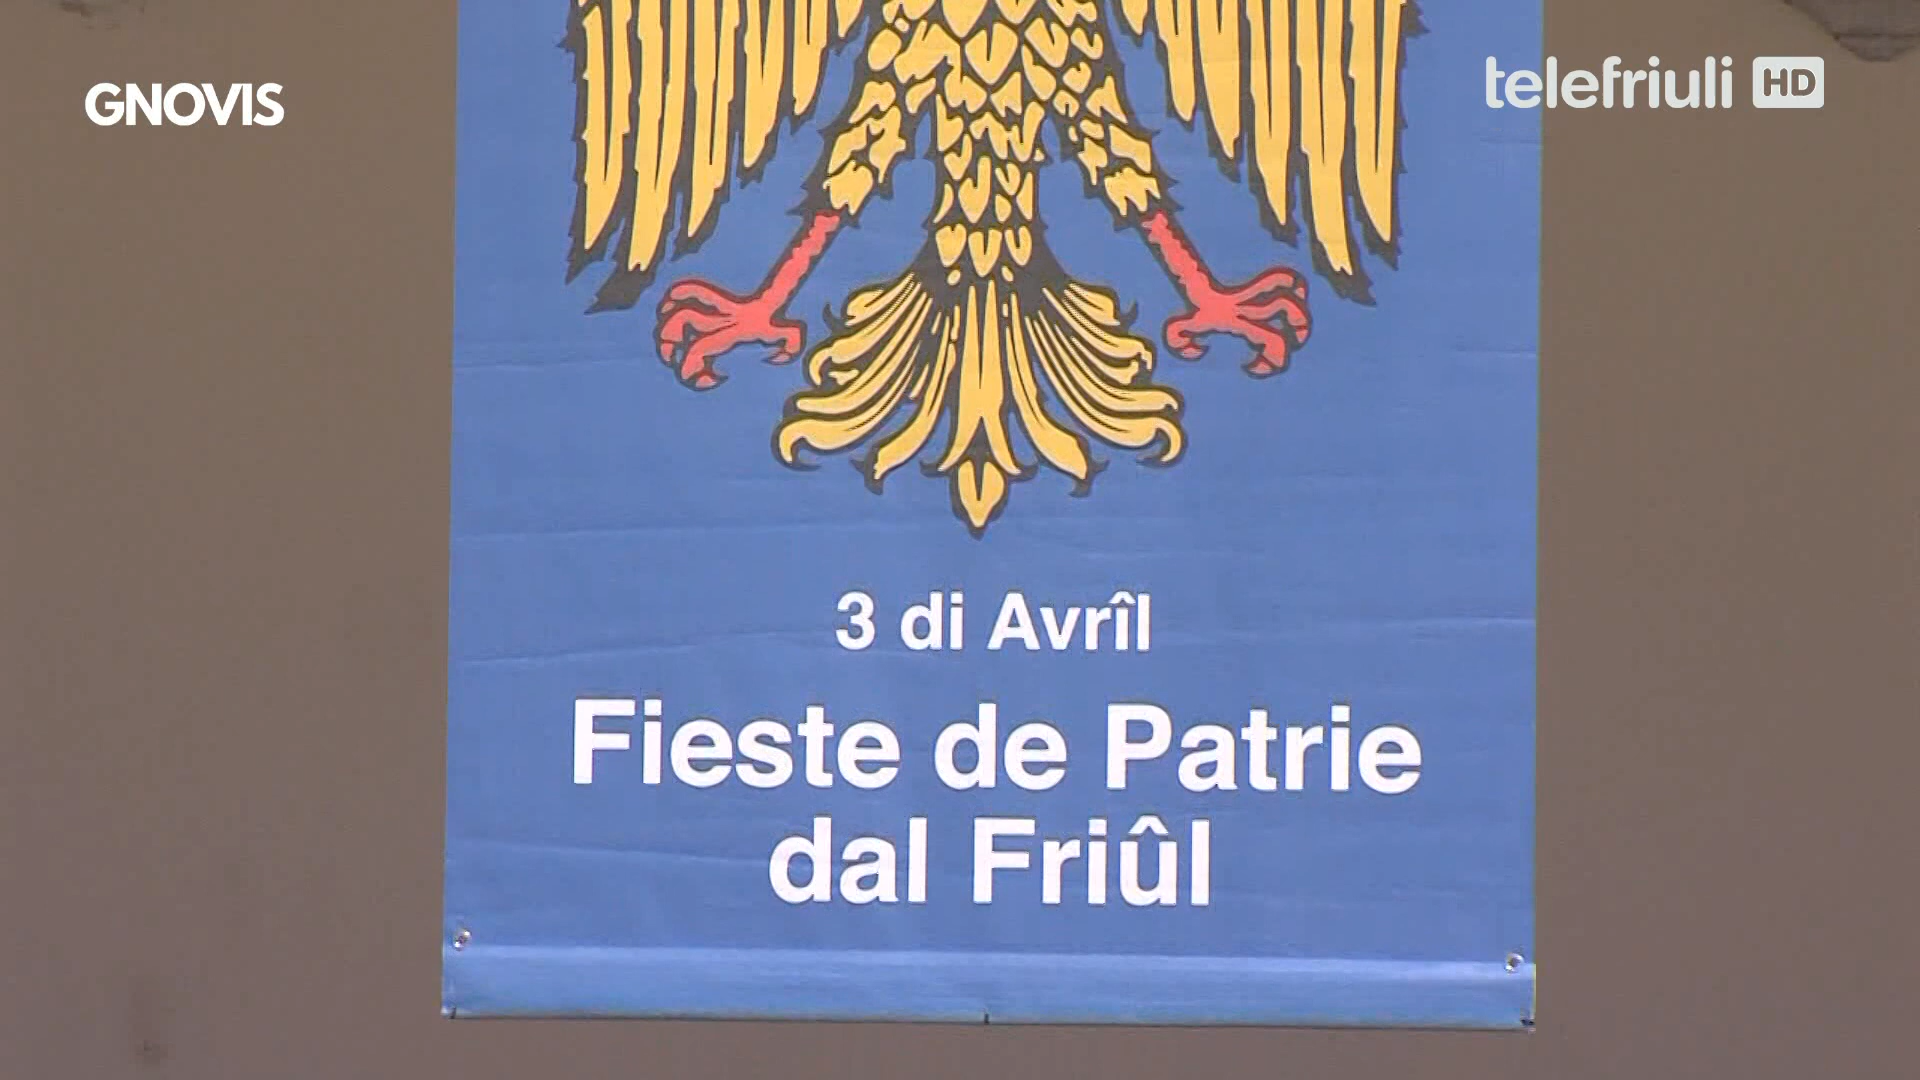 GNOVIS
telefriuli HD
3 di Avrîl
Fieste de Patrie
dal Friûl